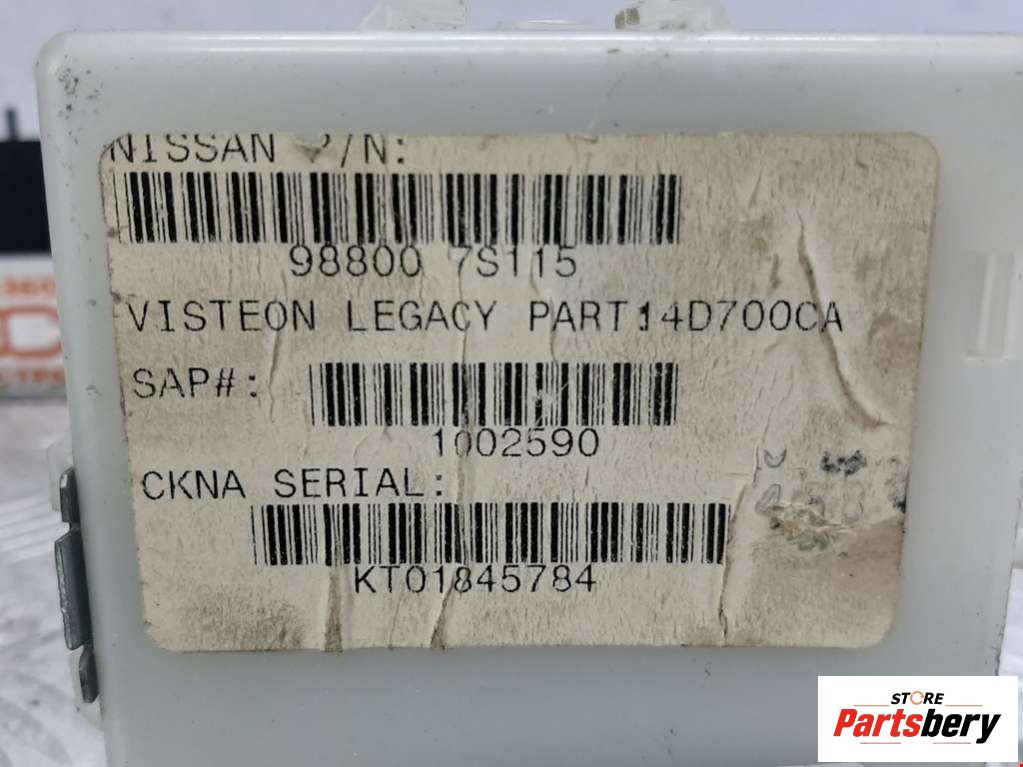 NISSAN P/N:
98800 7S115
VISTEON LEGACY PART14D700CA
SAP#:
1002590
CKNA SERIAL:
KT01845784
STORE
Partsbery